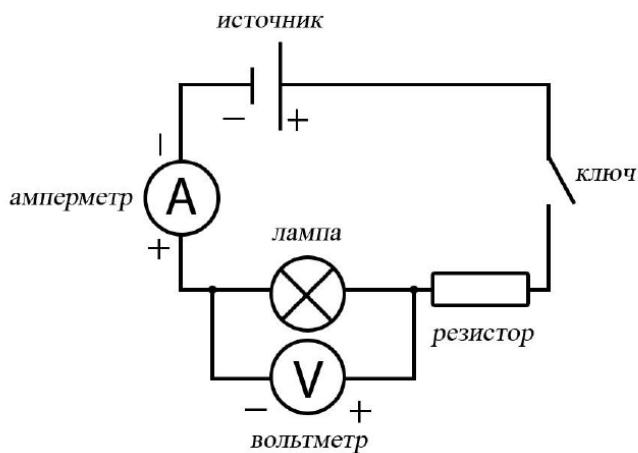 источник
− +
−
ключ
амперметр A
+
лампа
резистор
V
− +
вольтметр